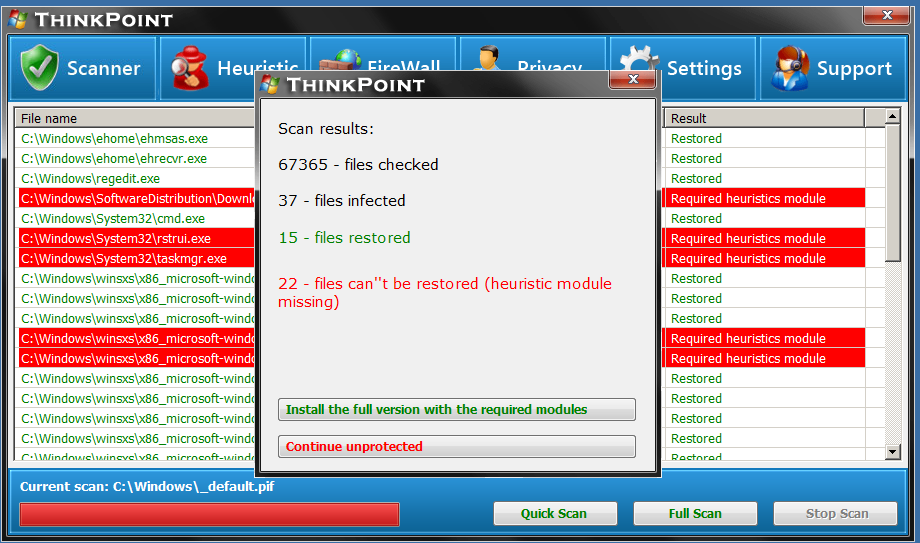 THINKPOINT
Scanner
Heuristic
FireWall
Privacy
Settings
Support
File name
Result
C:\Windows\ehome\ehmsas.exe
Restored
C:\Windows\ehome\ehrecvr.exe
Restored
C:\Windows\regedit.exe
Restored
C:\Windows\SoftwareDistribution\Downlo
Required heuristics module
C:\Windows\System32\cmd.exe
Restored
C:\Windows\System32\rstrui.exe
Required heuristics module
C:\Windows\System32\taskmgr.exe
Required heuristics module
C:\Windows\winsxs\x86_microsoft-windo
Restored
C:\Windows\winsxs\x86_microsoft-windo
Restored
C:\Windows\winsxs\x86_microsoft-windo
Restored
C:\Windows\winsxs\x86_microsoft-windo
Required heuristics module
C:\Windows\winsxs\x86_microsoft-windo
Required heuristics module
C:\Windows\winsxs\x86_microsoft-windo
Restored
C:\Windows\winsxs\x86_microsoft-windo
Restored
C:\Windows\winsxs\x86_microsoft-windo
Restored
C:\Windows\winsxs\x86_microsoft-windo
Restored
C:\Windows\winsxs\x86_microsoft-windo
Restored
THINKPOINT
Scan results:
67365 - files checked
37 - files infected
15 - files restored
22 - files can''t be restored (heuristic module
missing)
Install the full version with the required modules
Continue unprotected
Current scan: C:\Windows\_default.pif
Quick Scan
Full Scan
Stop Scan